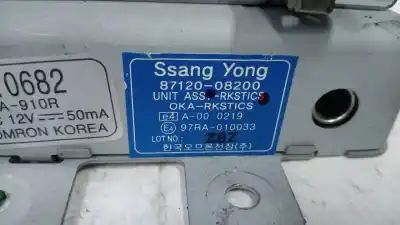 0682
A-910R
12V ⎓ 50mA
OMRON KOREA
Ssang Yong
87120-08200
UNIT ASSY-RKSTICS
OKA-RKSTICS
e4 A-00 0219
E4 97RA-010033
LOT NO:
한국오므론전장(주)